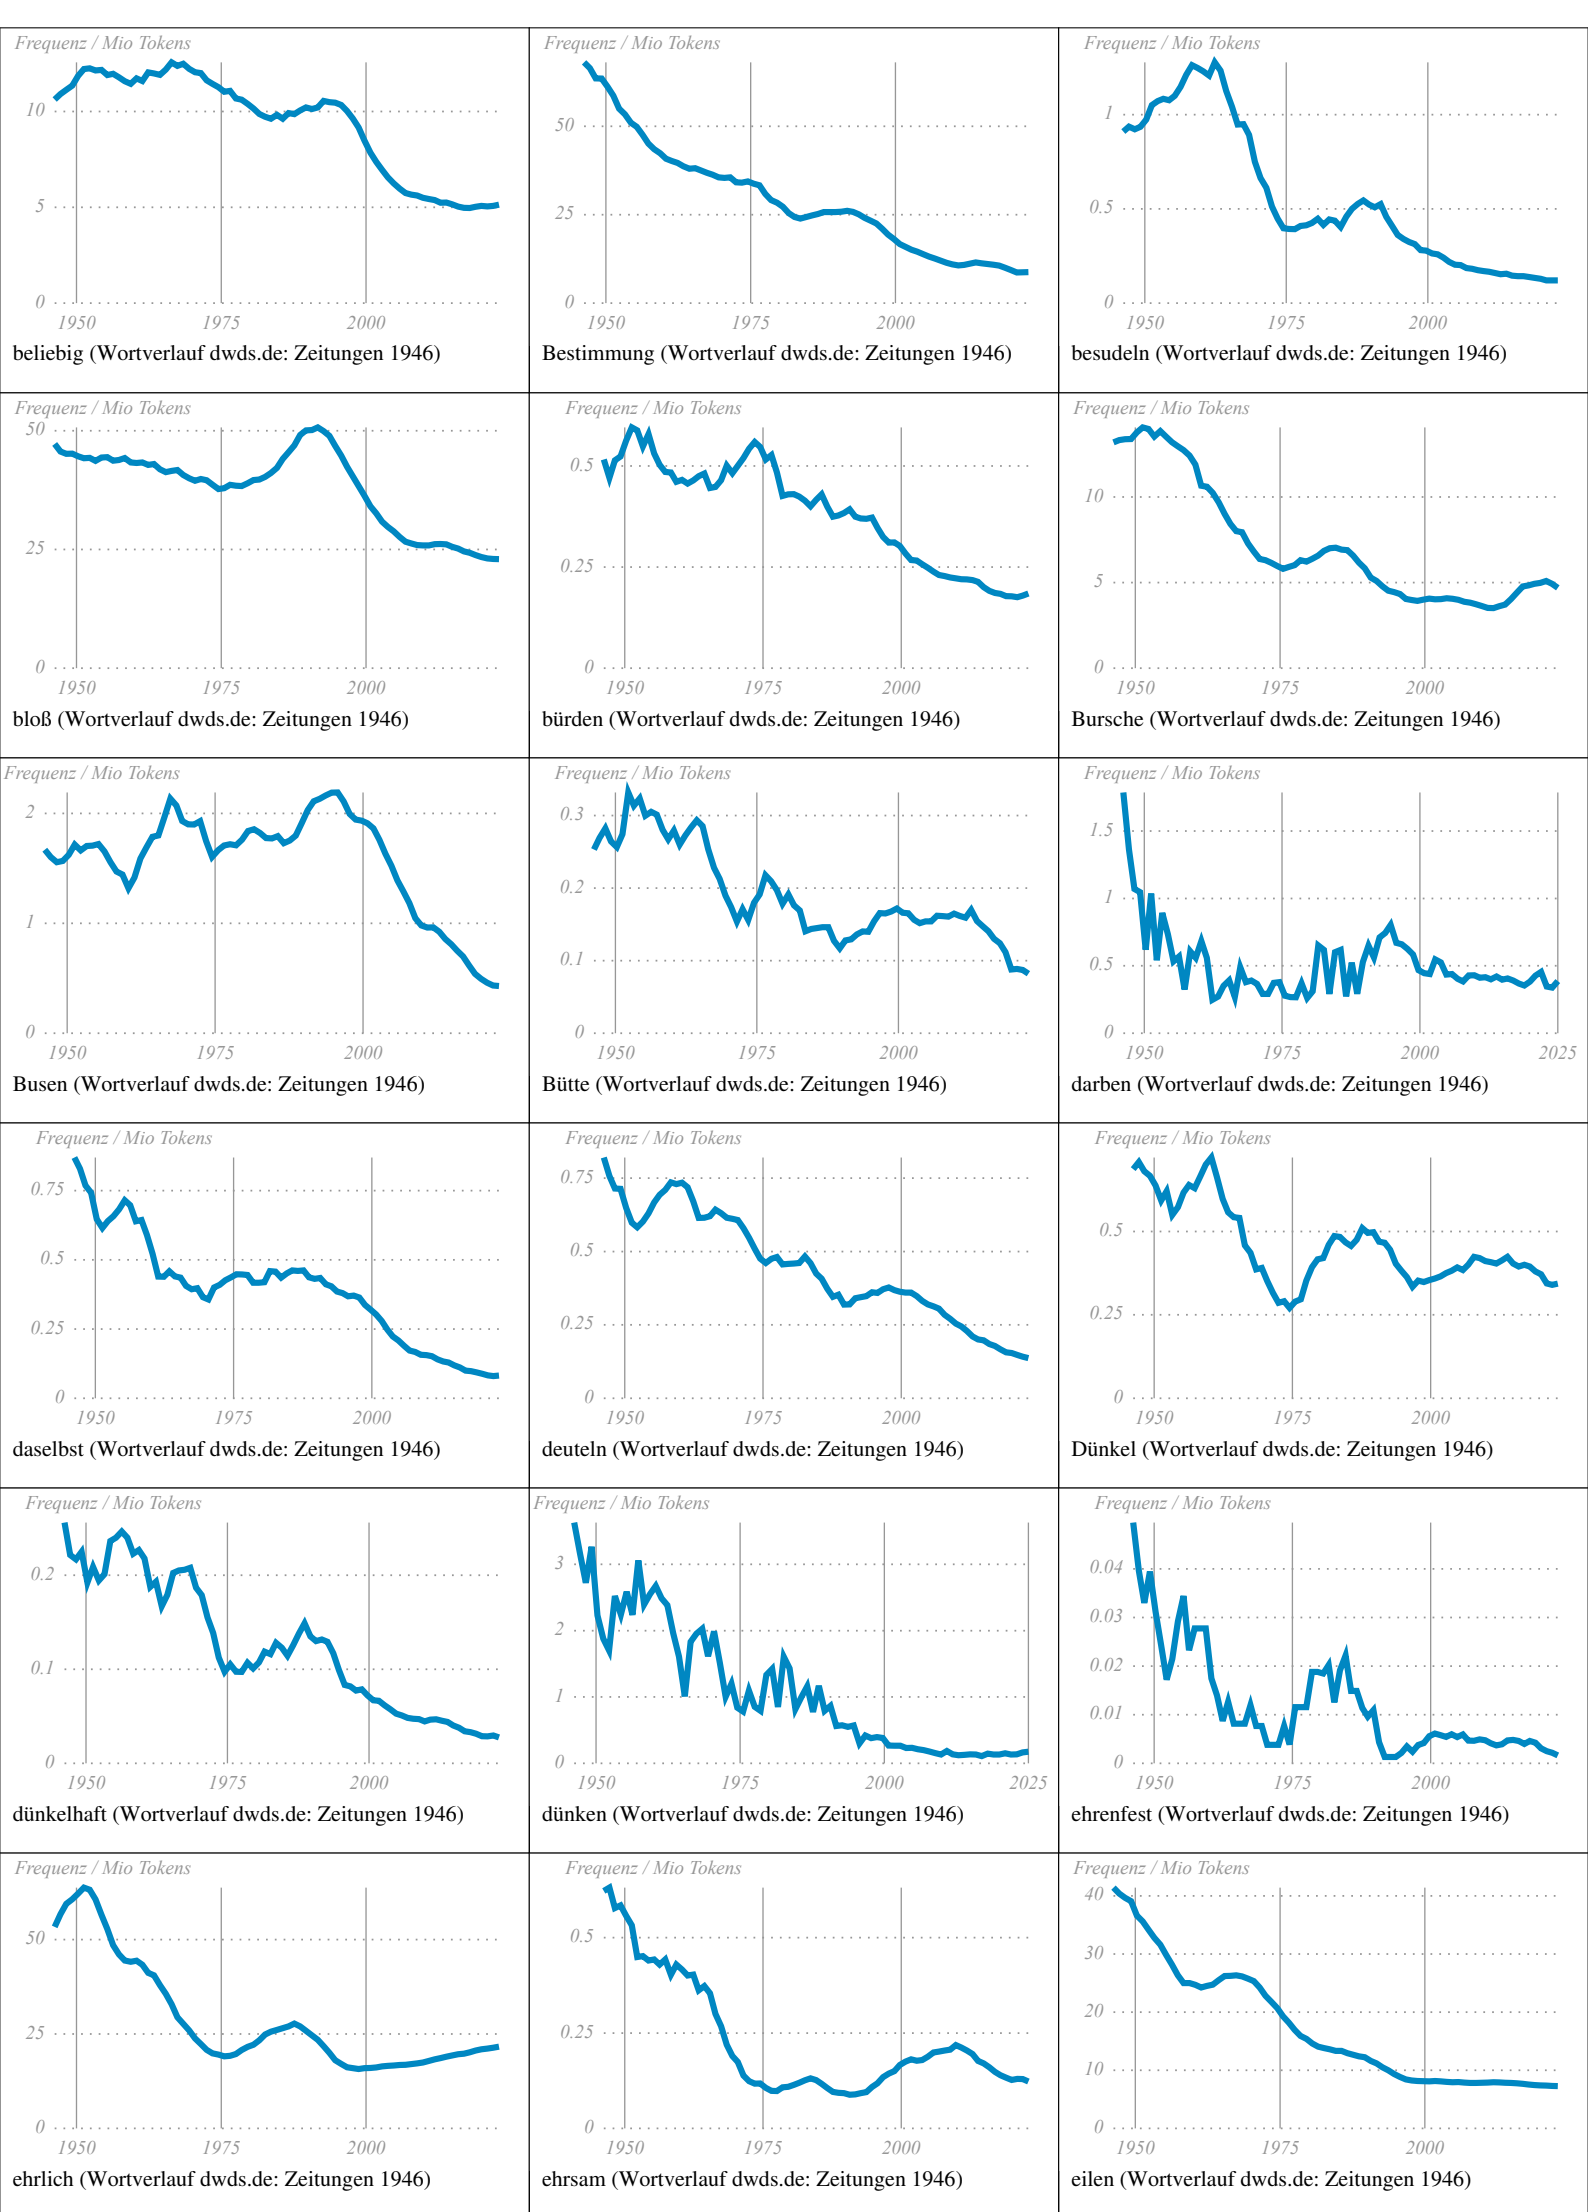 Frequenz / Mio Tokens
10
5
0
1950 1975 2000
beliebig (Wortverlauf dwds.de: Zeitungen 1946)
Frequenz / Mio Tokens
50
25
0
1950 1975 2000
Bestimmung (Wortverlauf dwds.de: Zeitungen 1946)
Frequenz / Mio Tokens
1
0.5
0
1950 1975 2000
besudeln (Wortverlauf dwds.de: Zeitungen 1946)
Frequenz / Mio Tokens
50
25
0
1950 1975 2000
bloß (Wortverlauf dwds.de: Zeitungen 1946)
Frequenz / Mio Tokens
0.5
0.25
0
1950 1975 2000
bürden (Wortverlauf dwds.de: Zeitungen 1946)
Frequenz / Mio Tokens
10
5
0
1950 1975 2000
Bursche (Wortverlauf dwds.de: Zeitungen 1946)
Frequenz / Mio Tokens
2
1
0
1950 1975 2000
Busen (Wortverlauf dwds.de: Zeitungen 1946)
Frequenz / Mio Tokens
0.3
0.2
0.1
0
1950 1975 2000
Bütte (Wortverlauf dwds.de: Zeitungen 1946)
Frequenz / Mio Tokens
1.5
1
0.5
0
1950 1975 2000 2025
darben (Wortverlauf dwds.de: Zeitungen 1946)
Frequenz / Mio Tokens
0.75
0.5
0.25
0
1950 1975 2000
daselbst (Wortverlauf dwds.de: Zeitungen 1946)
Frequenz / Mio Tokens
0.75
0.5
0.25
0
1950 1975 2000
deuteln (Wortverlauf dwds.de: Zeitungen 1946)
Frequenz / Mio Tokens
0.5
0.25
0
1950 1975 2000
Dünkel (Wortverlauf dwds.de: Zeitungen 1946)
Frequenz / Mio Tokens
0.2
0.1
0
1950 1975 2000
dünkelhaft (Wortverlauf dwds.de: Zeitungen 1946)
Frequenz / Mio Tokens
3
2
1
0
1950 1975 2000 2025
dünken (Wortverlauf dwds.de: Zeitungen 1946)
Frequenz / Mio Tokens
0.04
0.03
0.02
0.01
0
1950 1975 2000
ehrenfest (Wortverlauf dwds.de: Zeitungen 1946)
Frequenz / Mio Tokens
50
25
0
1950 1975 2000
ehrlich (Wortverlauf dwds.de: Zeitungen 1946)
Frequenz / Mio Tokens
0.5
0.25
0
1950 1975 2000
ehrsam (Wortverlauf dwds.de: Zeitungen 1946)
Frequenz / Mio Tokens
40
30
20
10
0
1950 1975 2000
eilen (Wortverlauf dwds.de: Zeitungen 1946)